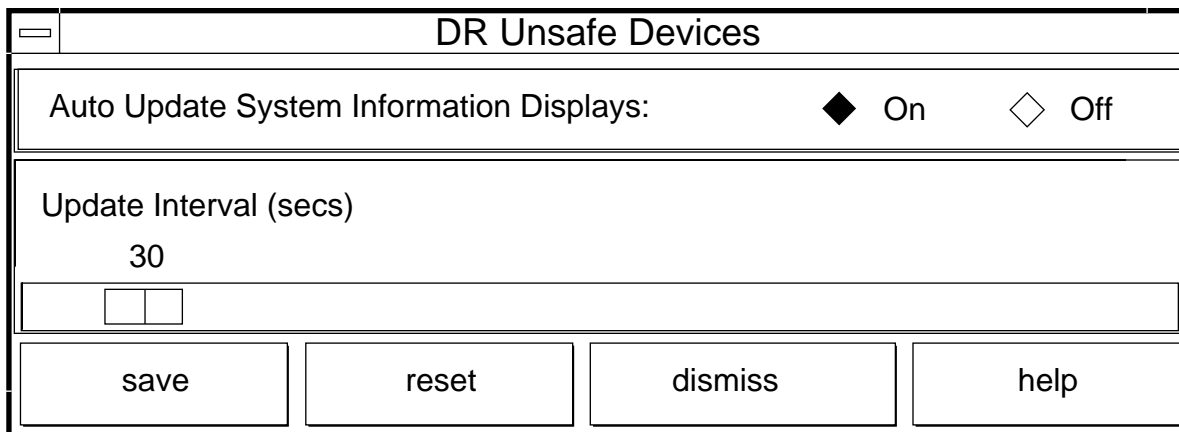 DR Unsafe Devices
Auto Update System Information Displays: On Off
Update Interval (secs)
30
save reset dismiss help